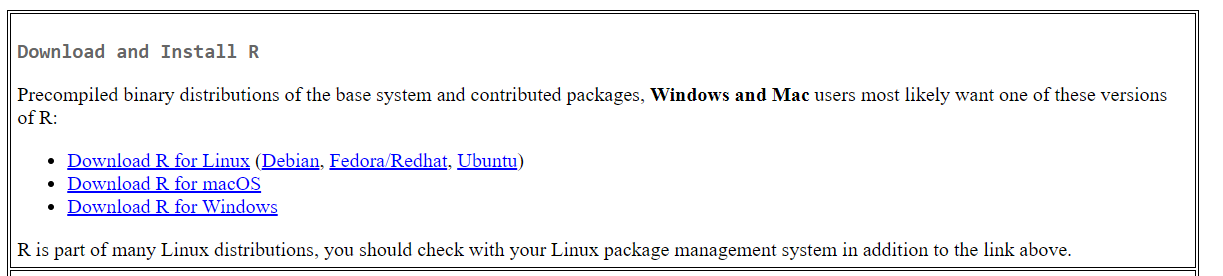 Download and Install R
Precompiled binary distributions of the base system and contributed packages, Windows and Mac users most likely want one of these versions
of R:
• Download R for Linux (Debian, Fedora/Redhat, Ubuntu)
• Download R for macOS
• Download R for Windows
R is part of many Linux distributions, you should check with your Linux package management system in addition to the link above.